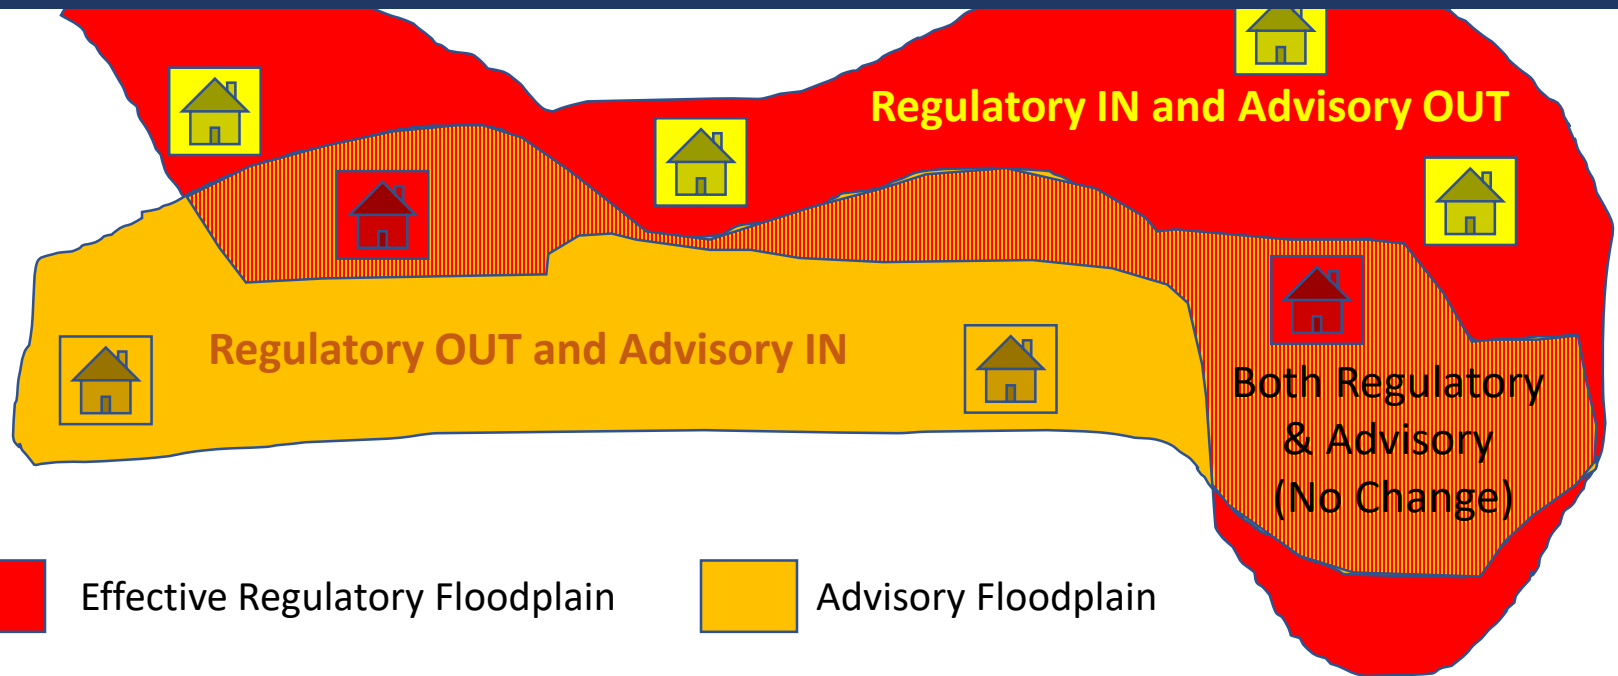 Regulatory IN and Advisory OUT
Regulatory OUT and Advisory IN
Both Regulatory
& Advisory
(No Change)
Effective Regulatory Floodplain
Advisory Floodplain